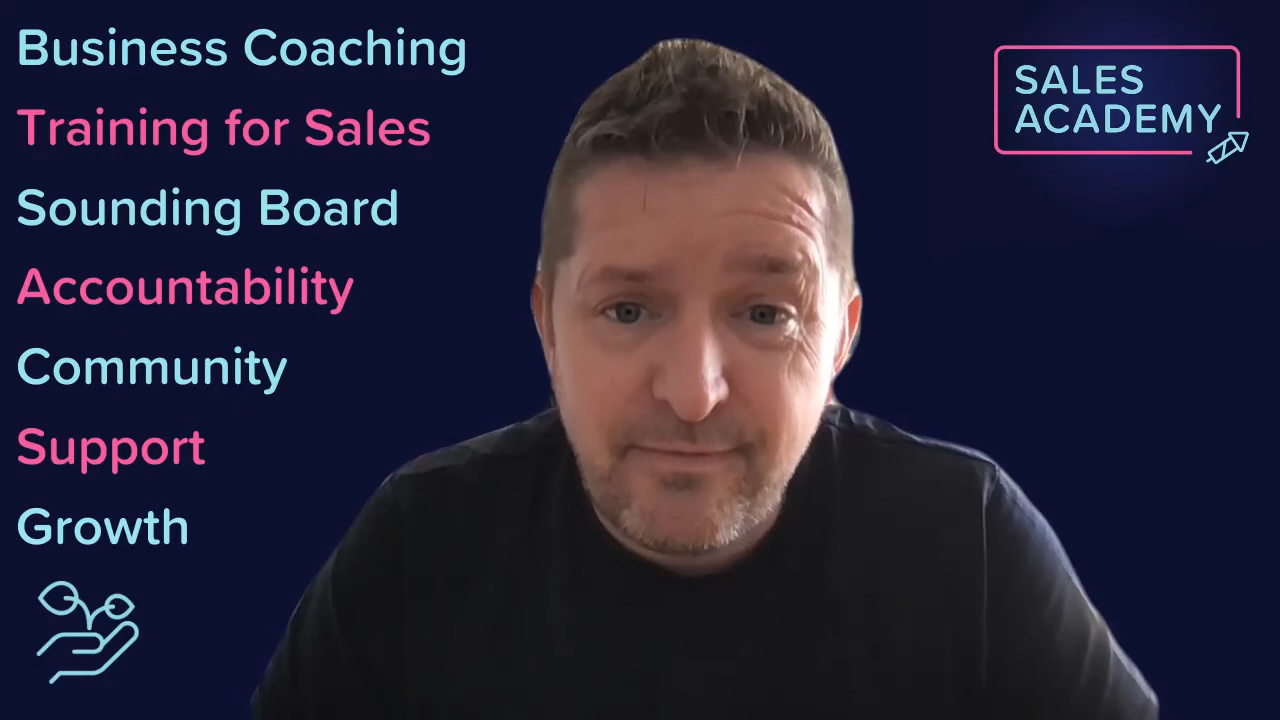 Business Coaching
Training for Sales
Sounding Board
Accountability
Community
Support
Growth
SALES
ACADEMY